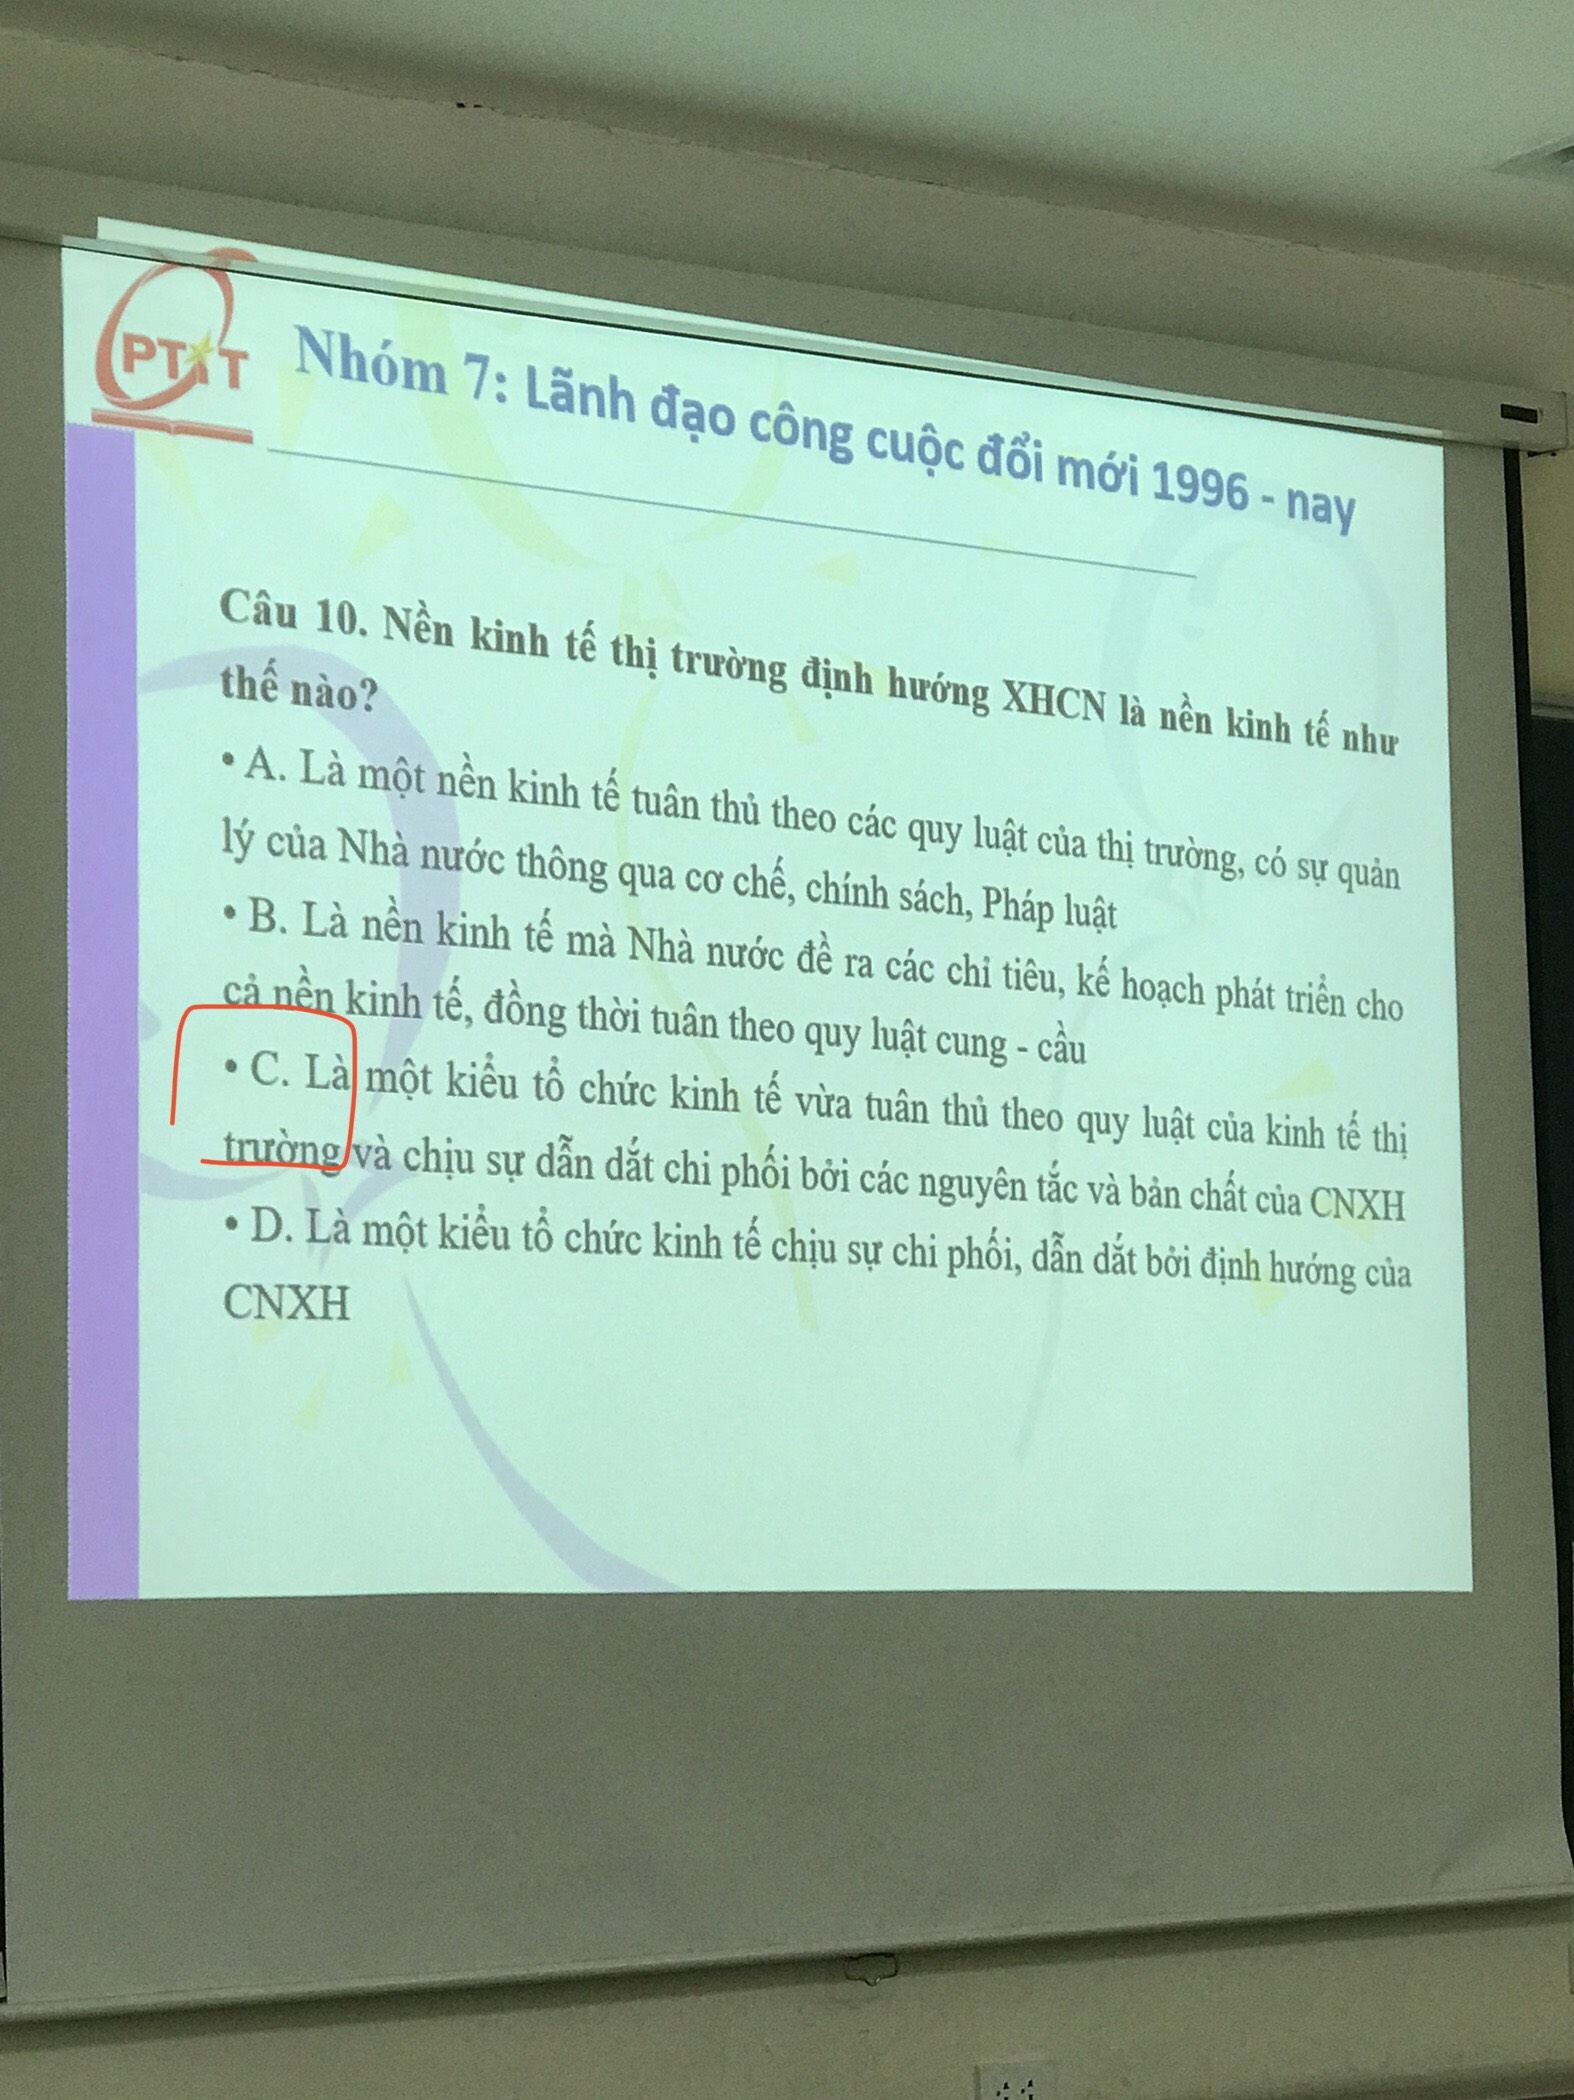 PTIT
Nhóm 7: Lãnh đạo công cuộc đổi mới 1996 - nay
Câu 10. Nền kinh tế thị trường định hướng XHCN là nền kinh tế như
thế nào?
• A. Là một nền kinh tế tuân thủ theo các quy luật của thị trường, có sự quản
lý của Nhà nước thông qua cơ chế, chính sách, Pháp luật
• B. Là nền kinh tế mà Nhà nước đề ra các chỉ tiêu, kế hoạch phát triển cho
cả nền kinh tế, đồng thời tuân theo quy luật cung - cầu
• C. Là một kiểu tổ chức kinh tế vừa tuân thủ theo quy luật của kinh tế thị
trường và chịu sự dẫn dắt chi phối bởi các nguyên tắc và bản chất của CNXH
• D. Là một kiểu tổ chức kinh tế chịu sự chi phối, dẫn dắt bởi định hướng của
CNXH